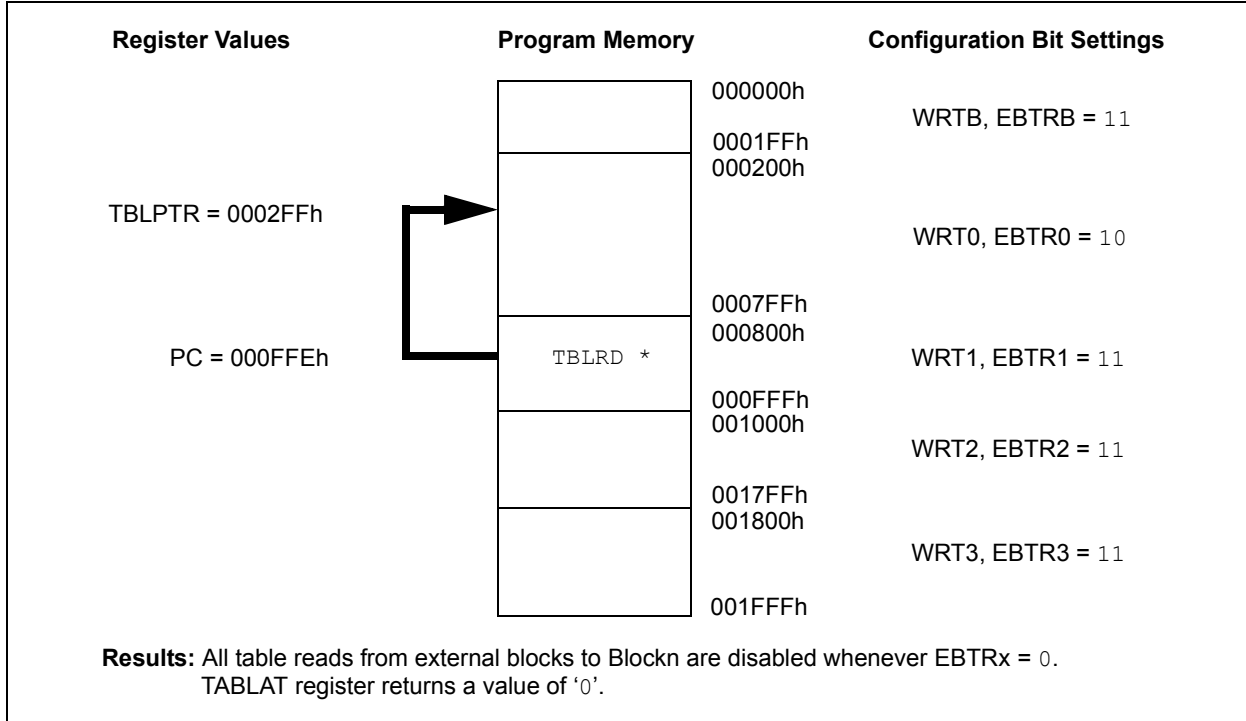 Register Values
Program Memory
Configuration Bit Settings
000000h
WRTB, EBTRB = 11
0001FFh
000200h
TBLPTR = 0002FFh
WRT0, EBTR0 = 10
0007FFh
000800h
PC = 000FFEh
TBLRD *
WRT1, EBTR1 = 11
000FFFh
001000h
WRT2, EBTR2 = 11
0017FFh
001800h
WRT3, EBTR3 = 11
001FFFh
Results: All table reads from external blocks to Blockn are disabled whenever EBTRx = 0.
TABLAT register returns a value of ‘0’.